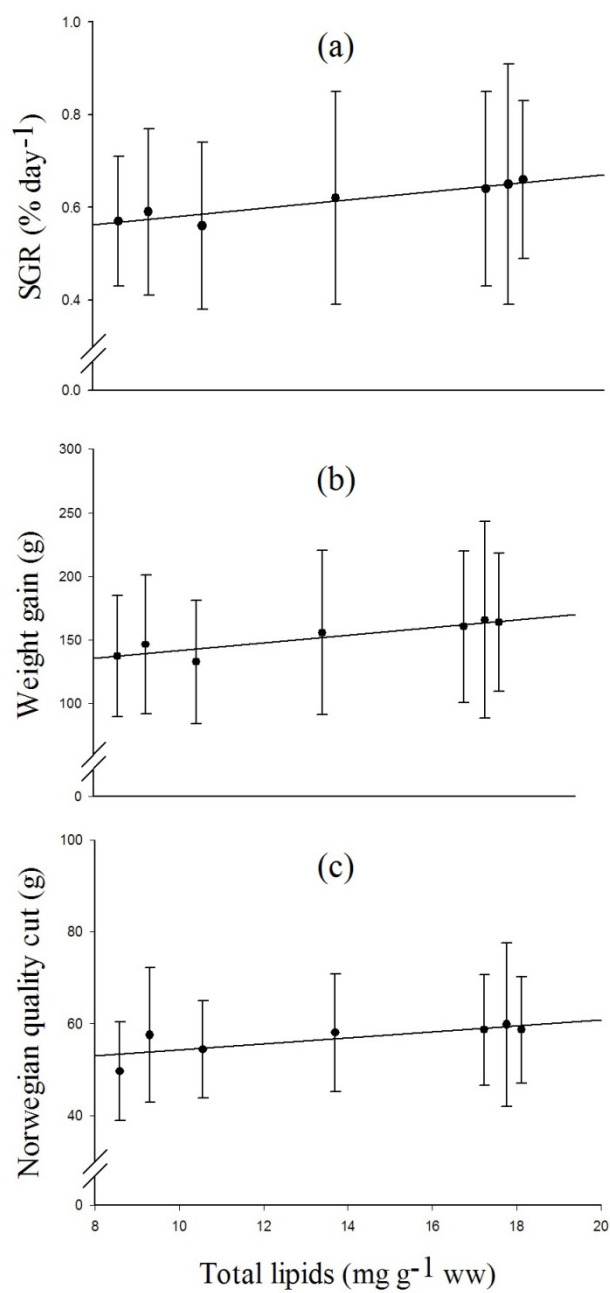 (a)
SGR (% day-1)
1.0
0.8
0.6
0.4
0.0
(b)
Weight gain (g)
300
250
200
150
100
0
(c)
Norwegian quality cut (g)
100
80
60
40
0
8 10 12 14 16 18 20
Total lipids (mg g-1 ww)